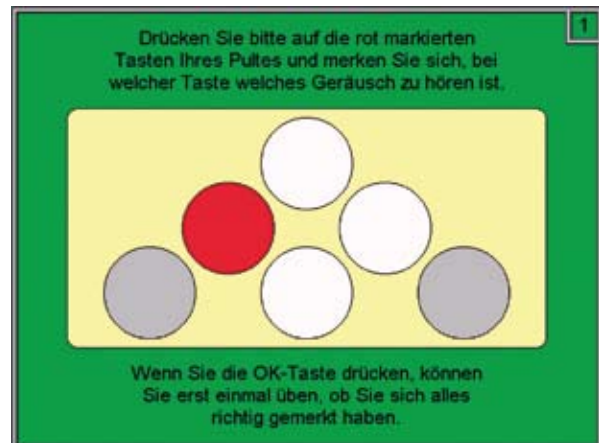 1
Drücken Sie bitte auf die rot markierten
Tasten Ihres Pultes und merken Sie sich, bei
welcher Taste welches Geräusch zu hören ist.
Wenn Sie die OK-Taste drücken, können
Sie erst einmal üben, ob Sie sich alles
richtig gemerkt haben.